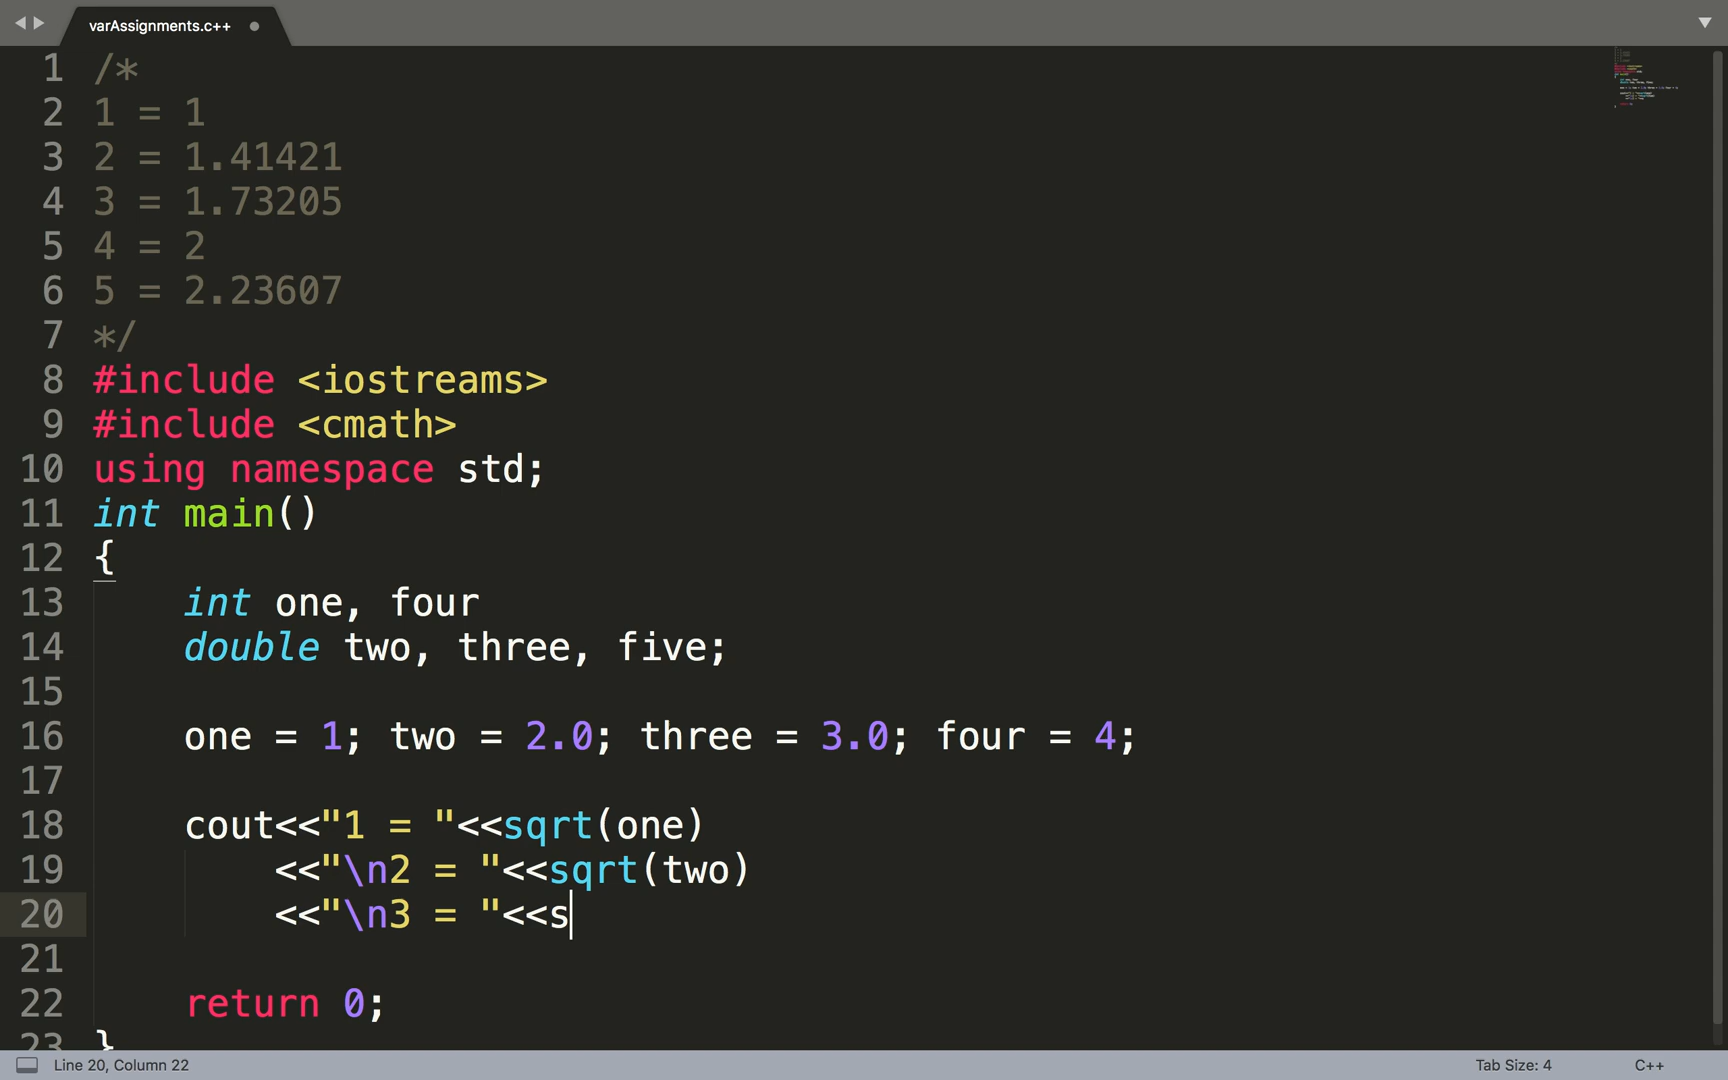 varAssignments.c++
1 /*
2 1 = 1
3 2 = 1.41421
4 3 = 1.73205
5 4 = 2
6 5 = 2.23607
7 */
8 #include <iostreams>
9 #include <cmath>
10 using namespace std;
11 int main()
12 {
13 int one, four
14 double two, three, five;
15
16 one = 1; two = 2.0; three = 3.0; four = 4;
17
18 cout<<"1 = "<<sqrt(one)
19 <<"\n2 = "<<sqrt(two)
20 <<"\n3 = "<<s
21
22 return 0;
23 }
Line 20, Column 22
Tab Size: 4
C++